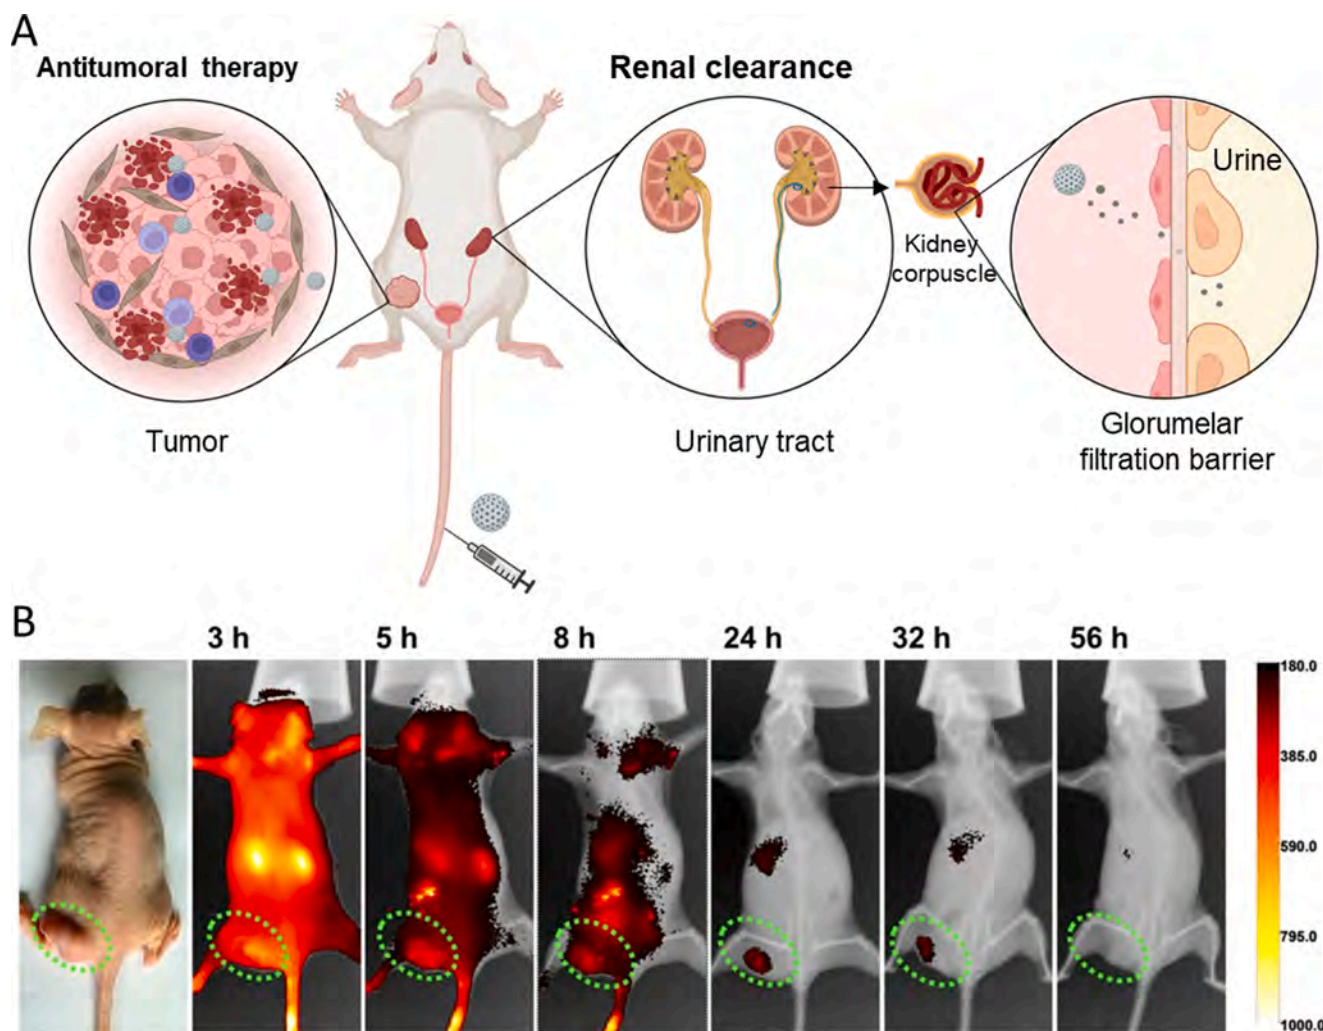 A
Antitumoral therapy
Renal clearance
Urine
Kidney
corpuscle
Tumor
Urinary tract
Glorumelar
filtration barrier
B
3 h
5 h
8 h
24 h
32 h
56 h
180.0
385.0
590.0
795.0
1000.0